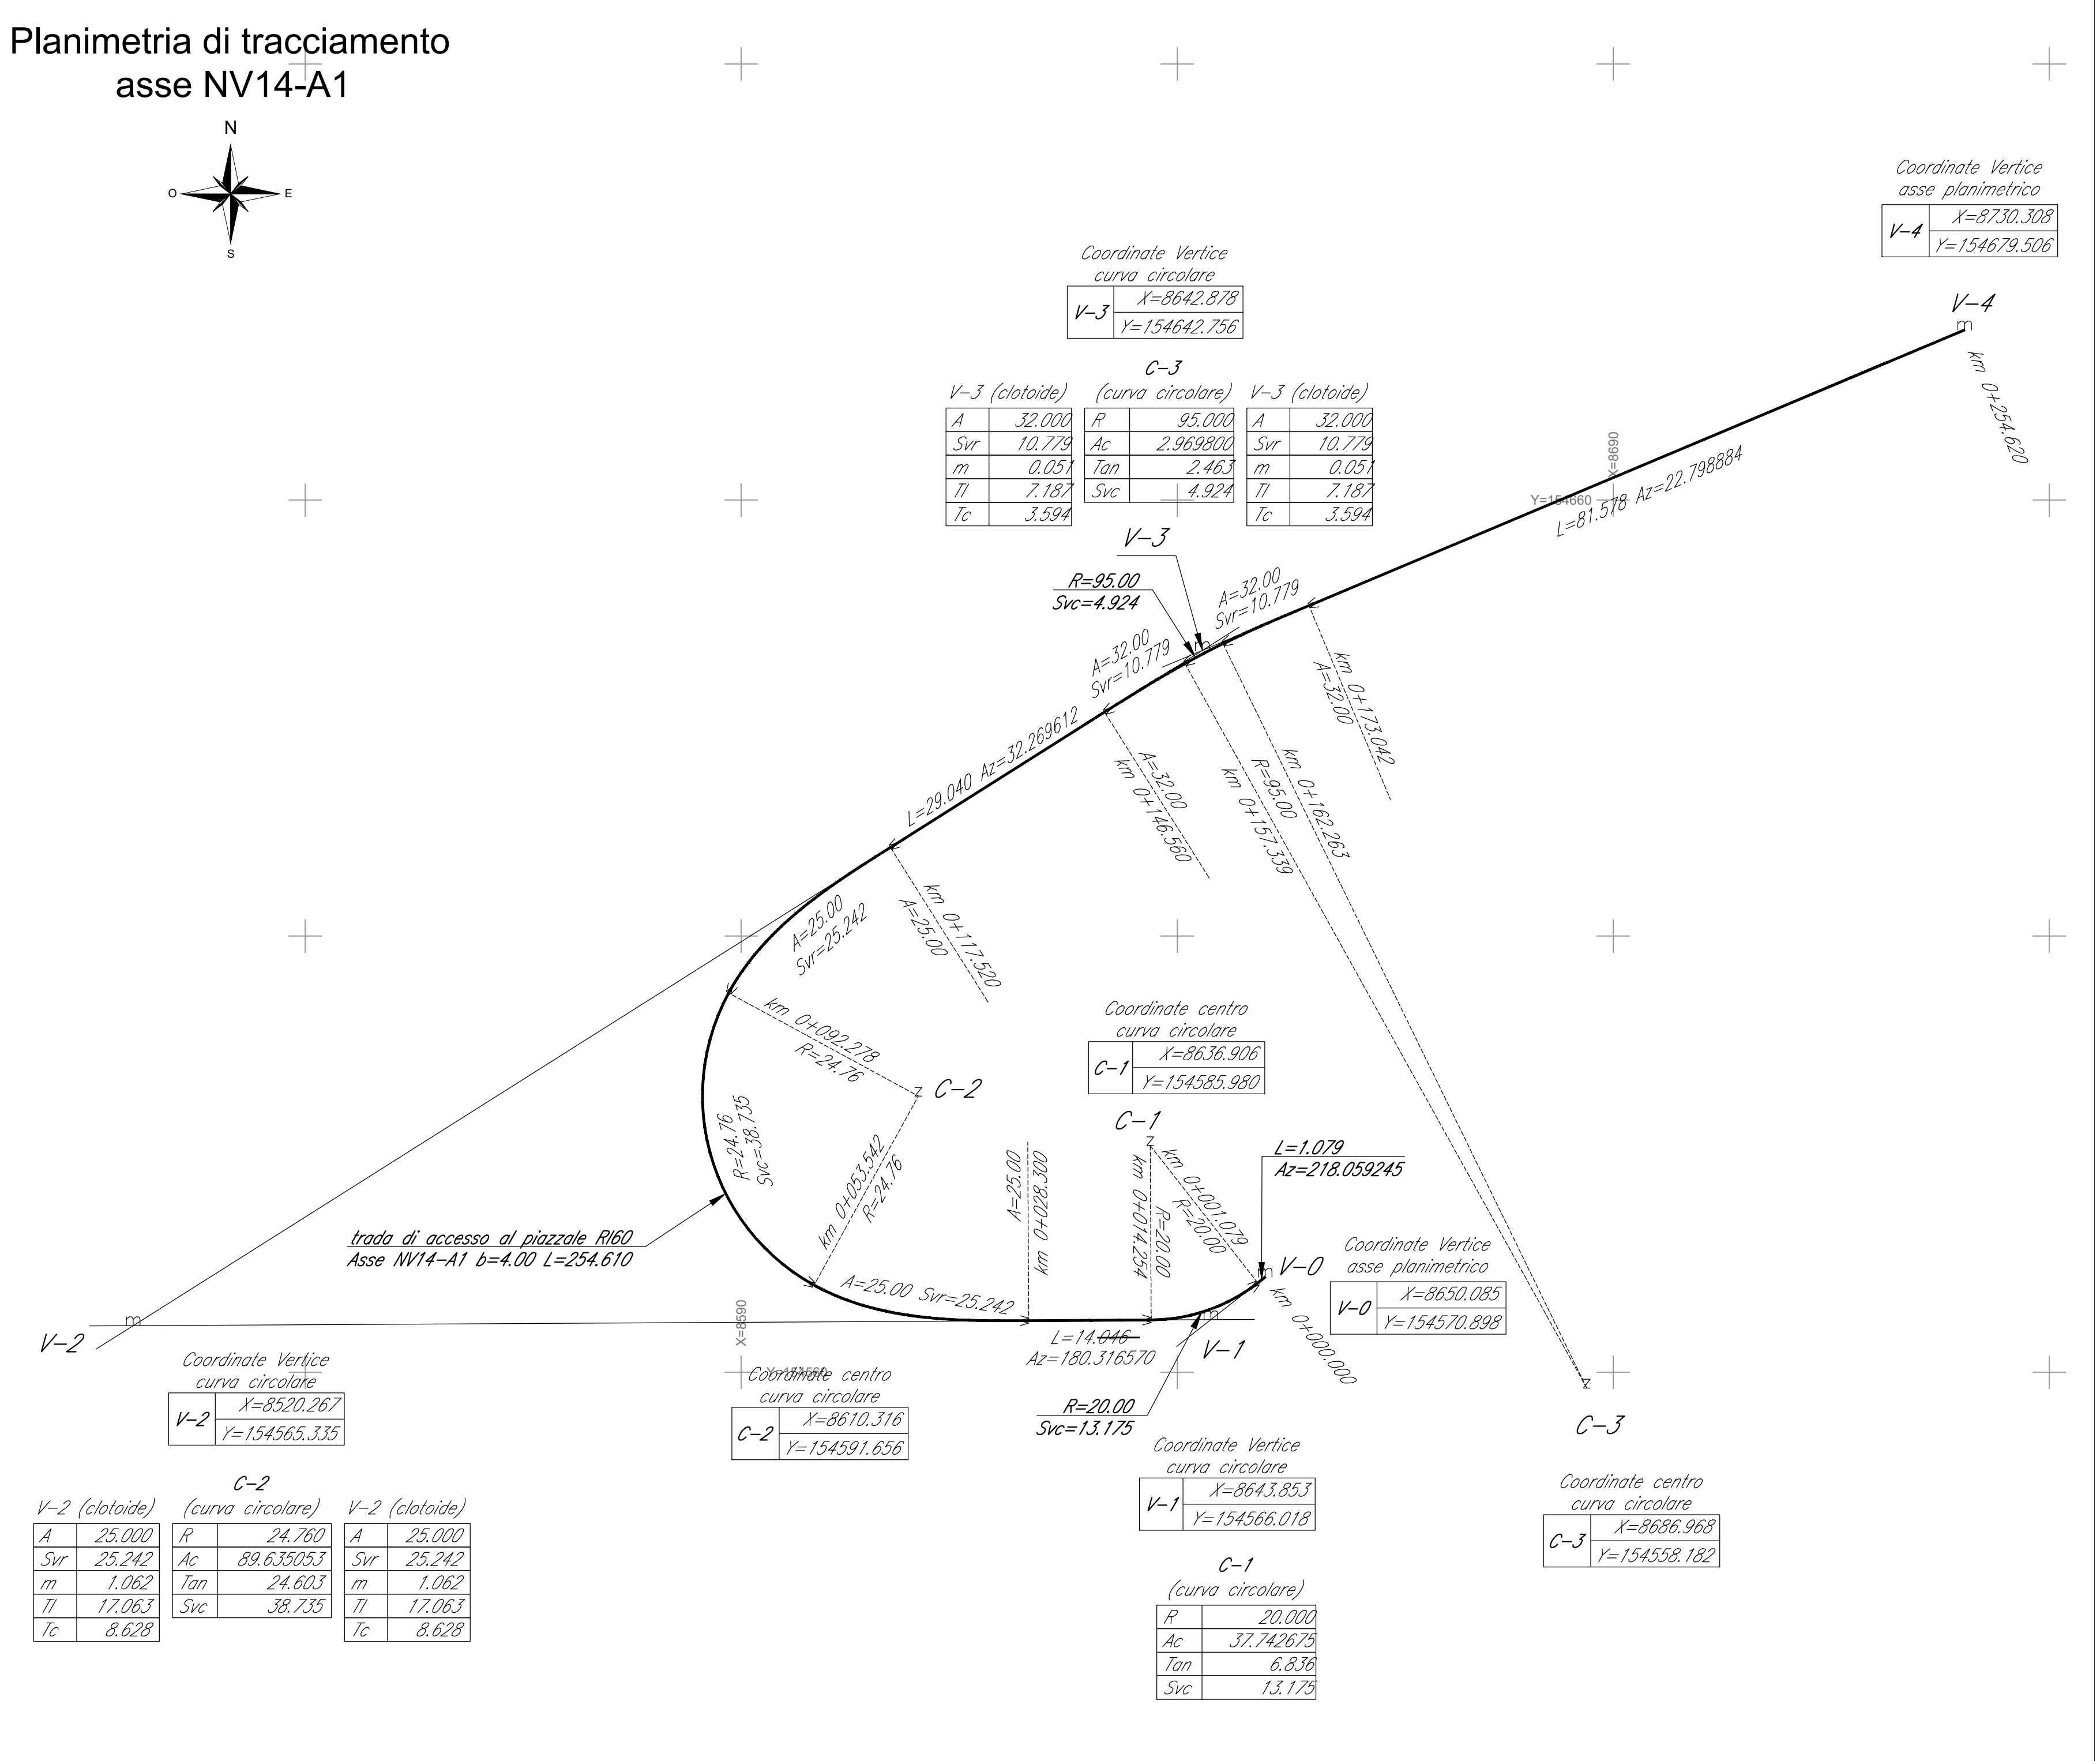 Planimetria di tracciamento
asse NV14-A1
N
O
E
S
Coordinate Vertice
asse planimetrico
V-4
X=8730.308
Y=154679.506
V-4
m
km 0+254.620
Coordinate Vertice
curva circolare
V-3
X=8642.878
Y=154642.756
C-3
V-3 (clotoide)
(curva circolare)
V-3 (clotoide)
A 32.000
Svr 10.779
m 0.051
Tl 7.187
Tc 3.594
R 95.000
Ac 2.969800
Tan 2.463
Svc 4.924
A 32.000
Svr 10.779
m 0.051
Tl 7.187
Tc 3.594
X=8690
Y=154660
L=81.578 Az=22.798884
V-3
R=95.00
Svc=4.924
A=32.00
Svr=10.779
m
A=32.00
Svr=10.779
km 0+173.042
A=32.00
L=29.040 Az=32.269612
A=32.00
km 0+146.560
km 0+162.263
R=95.00
km 0+157.339
A=25.00
Svr=25.242
km 0+117.520
A=25.00
km 0+092.278
R=24.76
Z
C-2
Coordinate centro
curva circolare
C-1
X=8636.906
Y=154585.980
C-1
Z
R=24.76
Svc=38.735
km 0+053.542
R=24.76
A=25.00
km 0+028.300
km 0+014.254
R=20.00
km 0+001.079
R=20.00
L=1.079
Az=218.059245
trada di accesso al piazzale RI60
Asse NV14-A1 b=4.00 L=254.610
A=25.00 Svr=25.242
m
V-0
km 0+000.000
Coordinate Vertice
asse planimetrico
V-0
X=8650.085
Y=154570.898
m
V-2
X=8590
Y=154560
L=14.046
Az=180.316570
m
V-1
R=20.00
Svc=13.175
Z
C-3
Coordinate Vertice
curva circolare
V-2
X=8520.267
Y=154565.335
Coordinate centro
curva circolare
C-2
X=8610.316
Y=154591.656
Coordinate Vertice
curva circolare
V-1
X=8643.853
Y=154566.018
Coordinate centro
curva circolare
C-3
X=8686.968
Y=154558.182
C-2
V-2 (clotoide)
(curva circolare)
V-2 (clotoide)
A 25.000
Svr 25.242
m 1.062
Tl 17.063
Tc 8.628
R 24.760
Ac 89.635053
Tan 24.603
Svc 38.735
A 25.000
Svr 25.242
m 1.062
Tl 17.063
Tc 8.628
C-1
(curva circolare)
R 20.000
Ac 37.742675
Tan 6.836
Svc 13.175